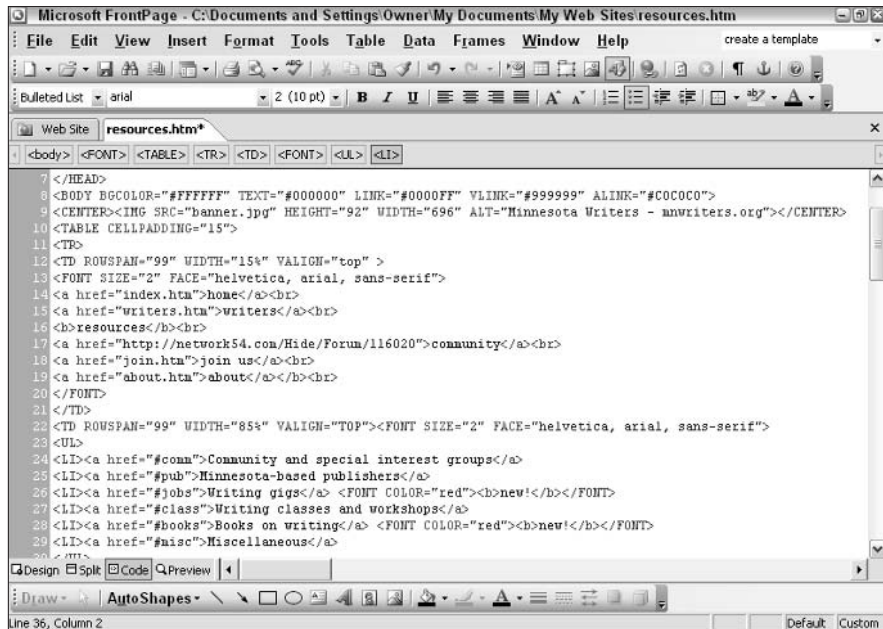 Microsoft FrontPage - C:\Documents and Settings\Owner\My Documents\My Web Sites\resources.htm
File Edit View Insert Format Tools Table Data Frames Window Help create a template
Bulleted List arial 2 (10 pt) B I U A A A
Web Site resources.htm* x
<body> <FONT> <TABLE> <TR> <TD> <FONT> <UL> <LI>
7 </HEAD>
8 <BODY BGCOLOR="#FFFFFF" TEXT="#000000" LINK="#0000FF" VLINK="#999999" ALINK="#C0C0C0">
9 <CENTER><IMG SRC="banner.jpg" HEIGHT="92" WIDTH="696" ALT="Minnesota Writers - mnwriters.org"></CENTER>
10 <TABLE CELLPADDING="15">
11 <TR>
12 <TD ROWSPAN="99" WIDTH="15%" VALIGN="top" >
13 <FONT SIZE="2" FACE="helvetica, arial, sans-serif">
14 <a href="index.htm">home</a><br>
15 <a href="writers.htm">writers</a><br>
16 <b>resources</b><br>
17 <a href="http://network54.com/Hide/Forum/116020">community</a><br>
18 <a href="join.htm">join us</a><br>
19 <a href="about.htm">about</a></b><br>
20 </FONT>
21 </TD>
22 <TD ROWSPAN="99" WIDTH="85%" VALIGN="TOP"><FONT SIZE="2" FACE="helvetica, arial, sans-serif">
23 <UL>
24 <LI><a href="#comm">Community and special interest groups</a>
25 <LI><a href="#pub">Minnesota-based publishers</a>
26 <LI><a href="#jobs">Writing gigs</a> <FONT COLOR="red"><b>new!</b></FONT>
27 <LI><a href="#class">Writing classes and workshops</a>
28 <LI><a href="#books">Books on writing</a> <FONT COLOR="red"><b>new!</b></FONT>
29 <LI><a href="#misc">Miscellaneous</a>
30 </UL>
Design Split Code Preview
Draw AutoShapes A
Line 36, Column 2 Default Custom